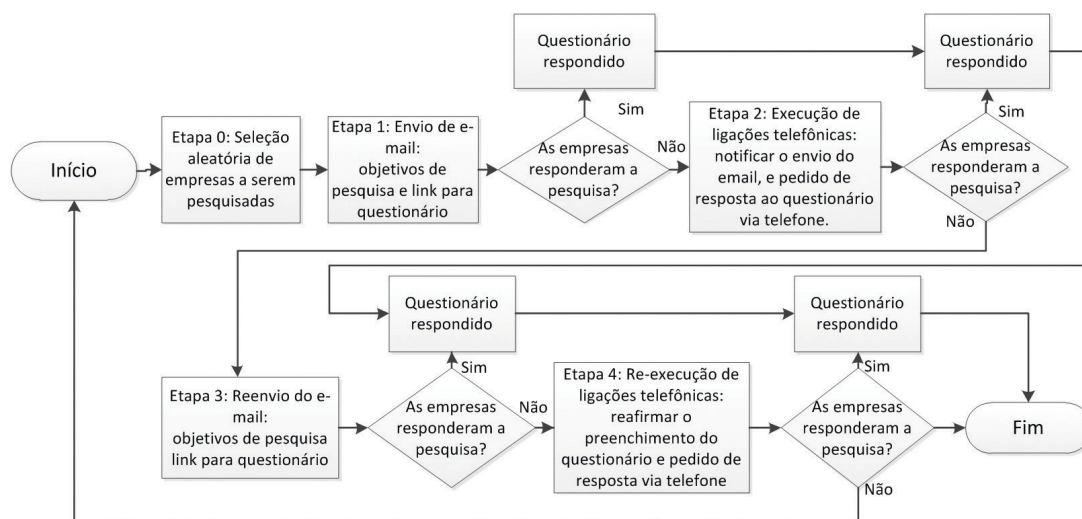 Início
Etapa 0: Seleção
aleatória de
empresas a serem
pesquisadas
Etapa 1: Envio de e-
mail:
objetivos de
pesquisa e link para
questionário
As empresas
responderam a
pesquisa?
Sim
Questionário
respondido
Não
Etapa 2: Execução de
ligações telefônicas:
notificar o envio do
email, e pedido de
resposta ao questionário
via telefone.
As empresas
responderam a
pesquisa?
Sim
Questionário
respondido
Não
Etapa 3: Reenvio do e-
mail:
objetivos de pesquisa
link para questionário
As empresas
responderam a
pesquisa?
Sim
Questionário
respondido
Não
Etapa 4: Re-execução de
ligações telefônicas:
reafirmar o
preenchimento do
questionário e pedido de
resposta via telefone
As empresas
responderam a
pesquisa?
Sim
Questionário
respondido
Não
Fim